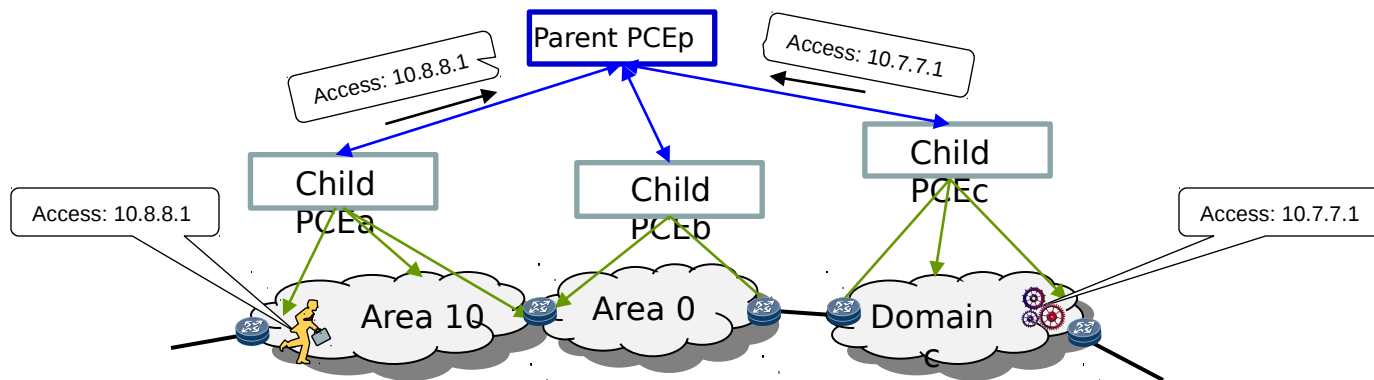 Parent PCEp
Access: 10.8.8.1
Access: 10.7.7.1
Child
PCEa
Child
PCEb
Child
PCEc
Access: 10.8.8.1
Access: 10.7.7.1
Area 10
Area 0
Domain
c